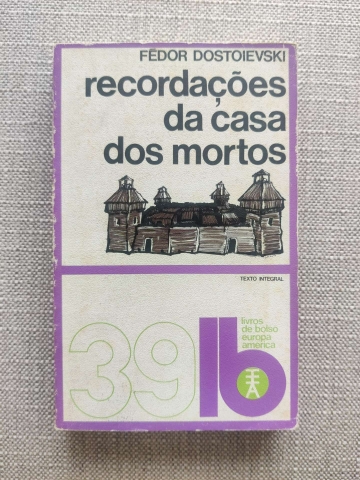 FÉDOR DOSTOIEVSKI
recordações
da casa
dos mortos
TEXTO INTEGRAL
39
lb
livros
de bolso
europa
américa